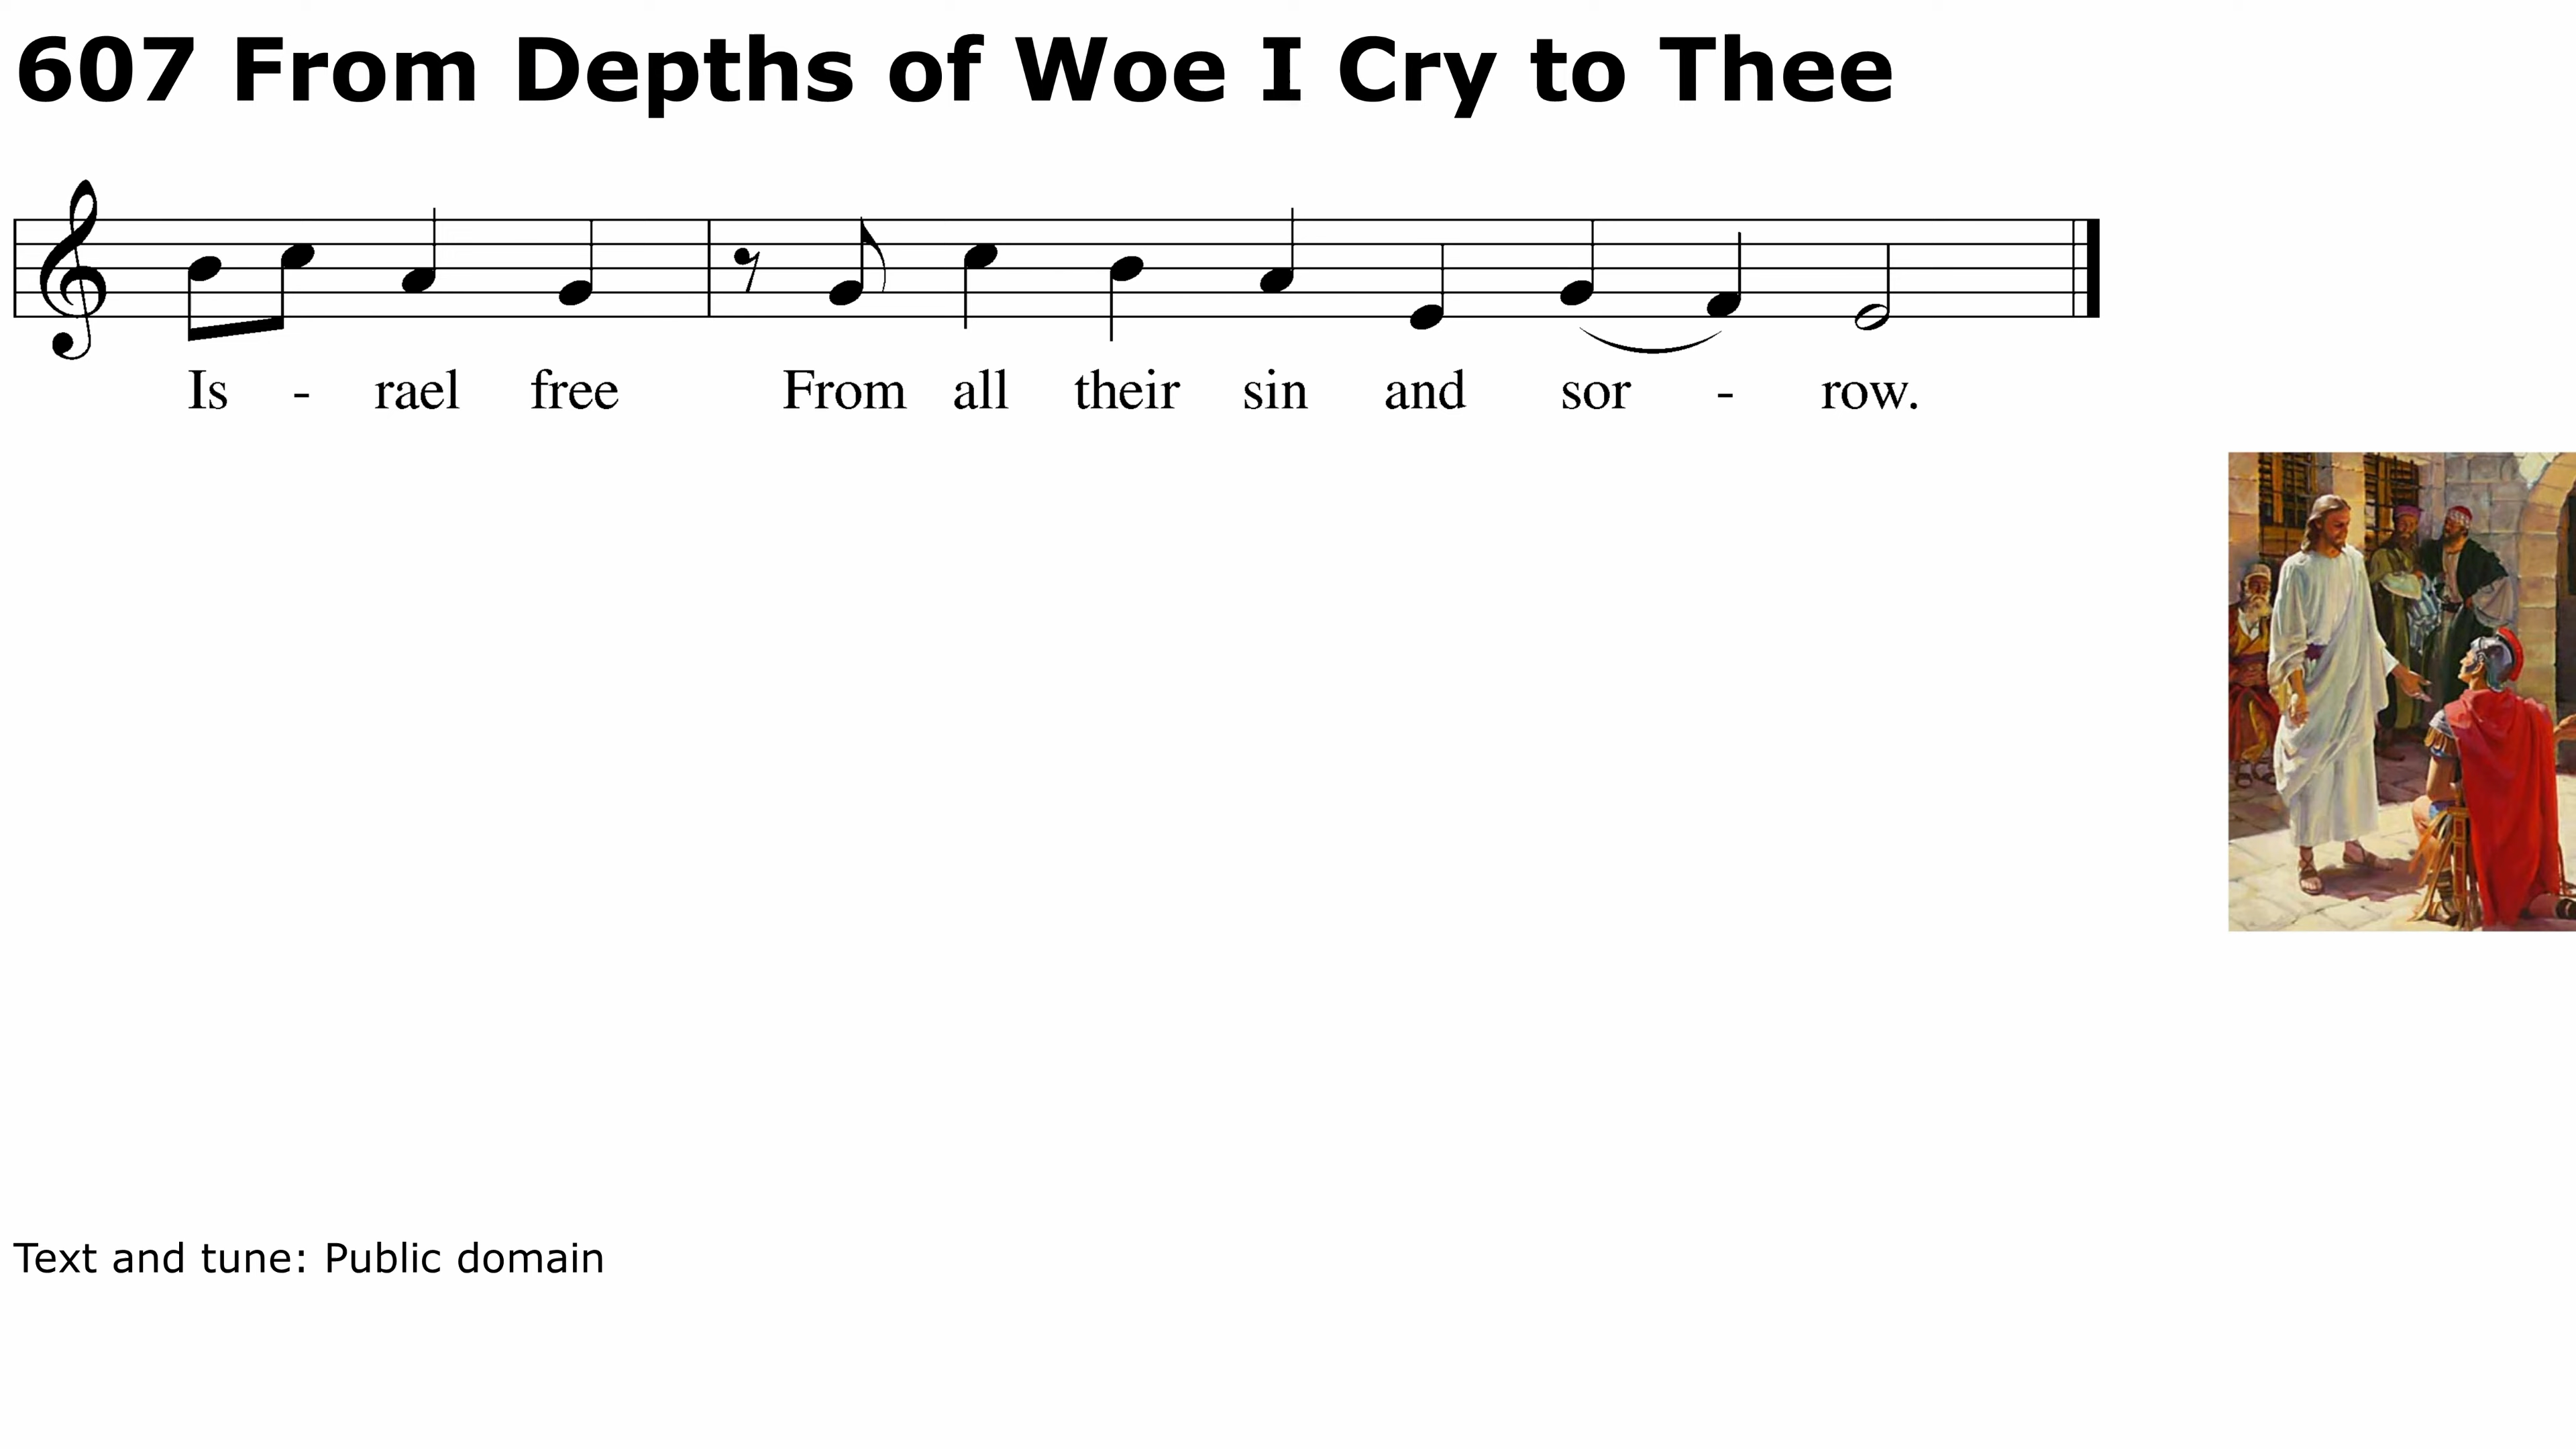 607 From Depths of Woe I Cry to Thee
Is - rael free From all their sin and sor - row.
Text and tune: Public domain